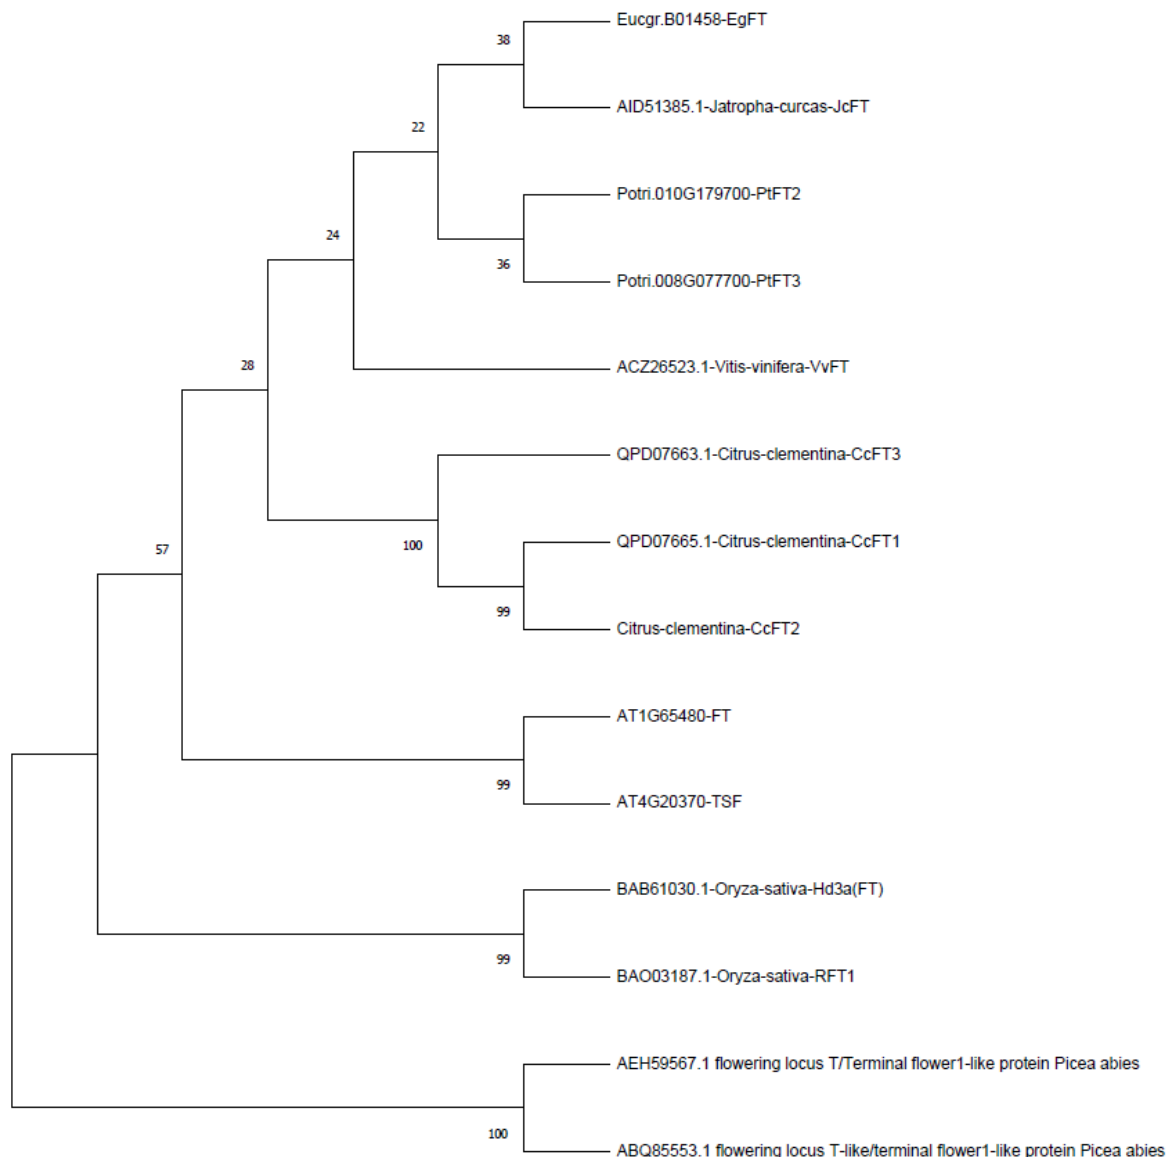 Eucgr.B01458-EgFT
38
AID51385.1-Jatropha-curcas-JcFT
22
Potri.010G179700-PtFT2
24
36
Potri.008G077700-PtFT3
28
ACZ26523.1-Vitis-vinifera-VvFT
QPD07663.1-Citrus-clementina-CcFT3
57
100
QPD07665.1-Citrus-clementina-CcFT1
99
Citrus-clementina-CcFT2
AT1G65480-FT
99
AT4G20370-TSF
BAB61030.1-Oryza-sativa-Hd3a(FT)
99
BAO03187.1-Oryza-sativa-RFT1
AEH59567.1 flowering locus T/Terminal flower1-like protein Picea abies
100
ABQ85553.1 flowering locus T-like/terminal flower1-like protein Picea abies